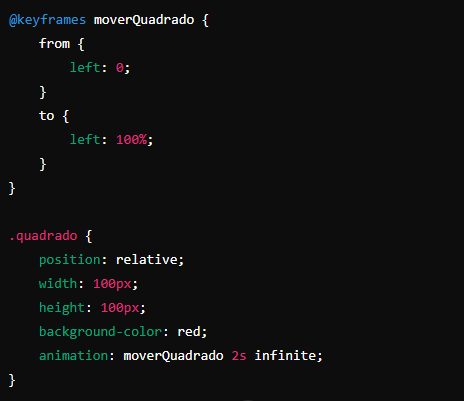 @keyframes moverQuadrado {
    from {
        left: 0;
    }
    to {
        left: 100%;
    }
}

.quadrado {
    position: relative;
    width: 100px;
    height: 100px;
    background-color: red;
    animation: moverQuadrado 2s infinite;
}